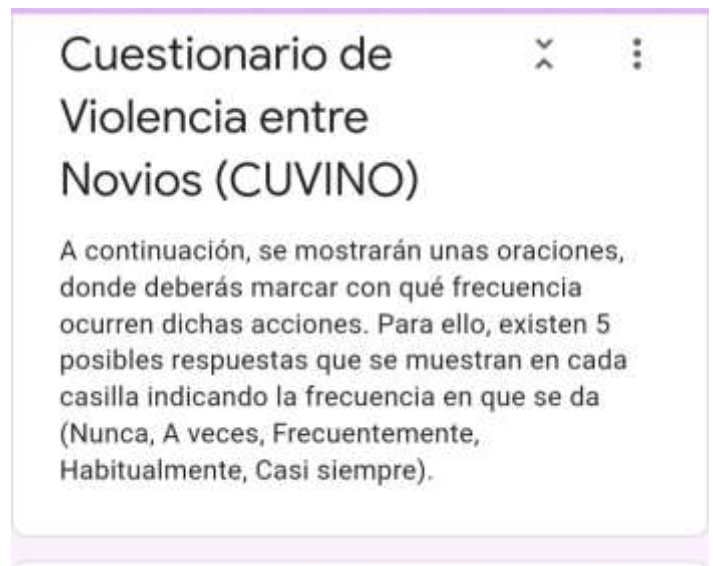 Cuestionario de
Violencia entre
Novios (CUVINO)
A continuación, se mostrarán unas oraciones,
donde deberás marcar con qué frecuencia
ocurren dichas acciones. Para ello, existen 5
posibles respuestas que se muestran en cada
casilla indicando la frecuencia en que se da
(Nunca, A veces, Frecuentemente,
Habitualmente, Casi siempre).